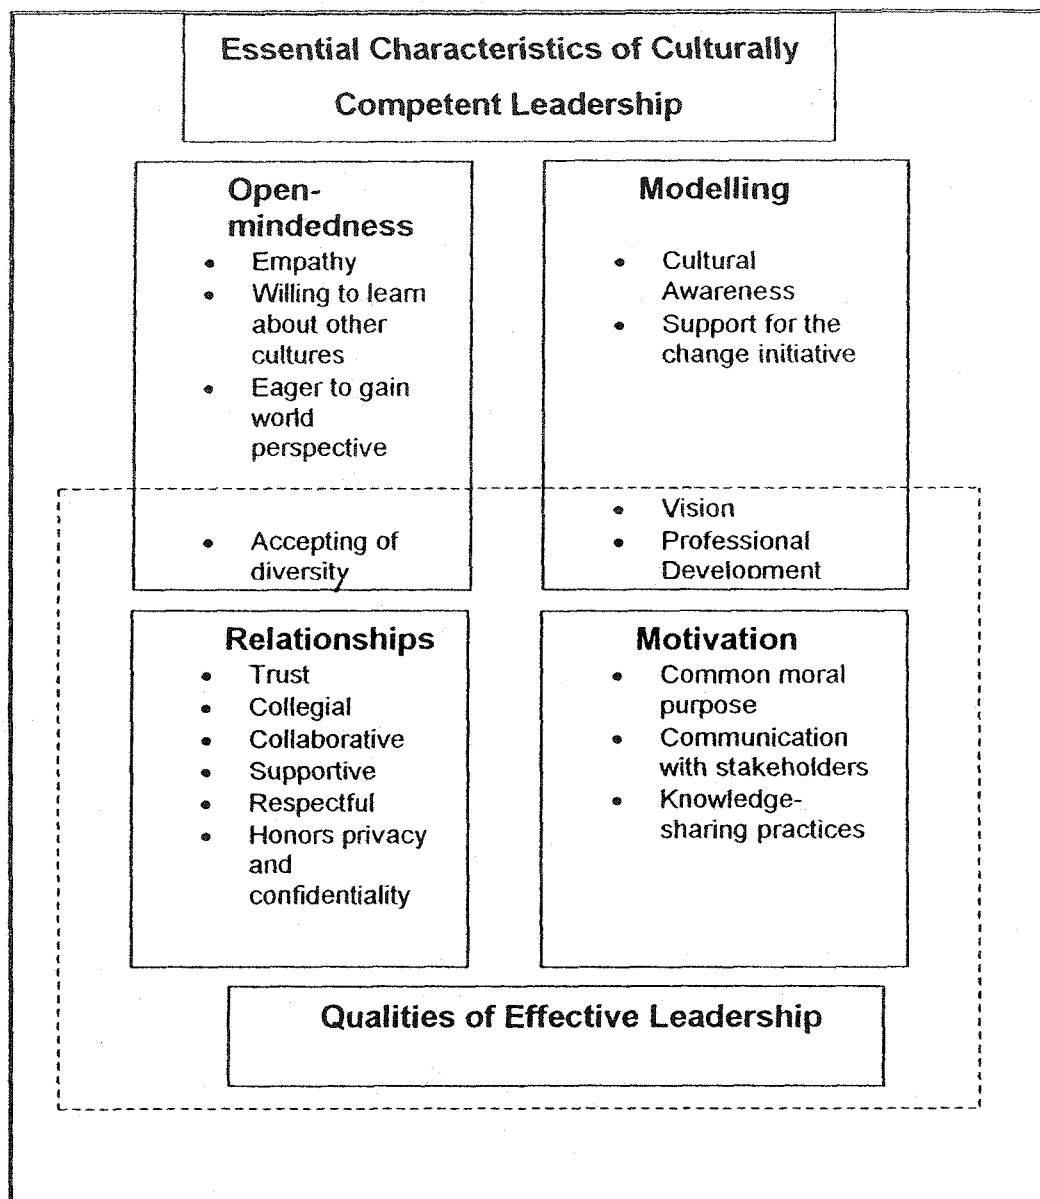 Essential Characteristics of Culturally
Competent Leadership
Open-
mindedness
• Empathy
• Willing to learn
about other
cultures
• Eager to gain
world
perspective
• Accepting of
diversity
Modelling
• Cultural
Awareness
• Support for the
change initiative
• Vision
• Professional
Development
Relationships
• Trust
• Collegial
• Collaborative
• Supportive
• Respectful
• Honors privacy
and
confidentiality
Motivation
• Common moral
purpose
• Communication
with stakeholders
• Knowledge-
sharing practices
Qualities of Effective Leadership